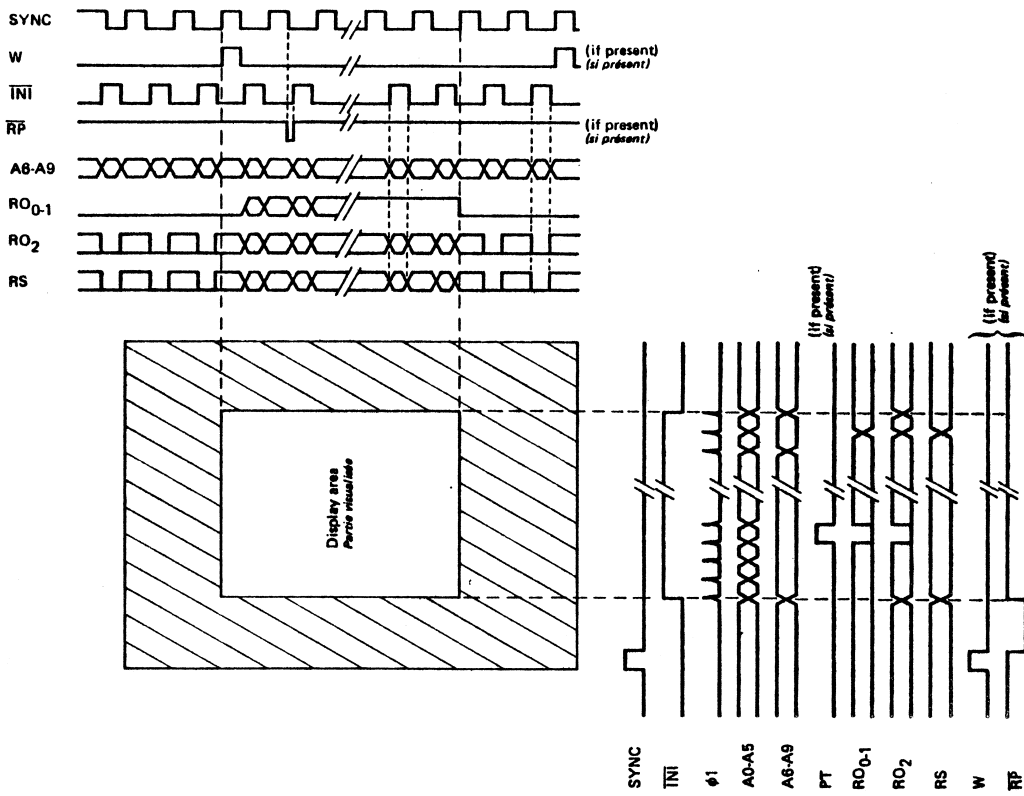 SYNC
W
(if present)
(si présent)
INI
RP
(if present)
(si présent)
A6-A9
RO0-1
RO2
RS
(if present)
(si présent)
(if present)
(si présent)
Display area
Partie visualisée
SYNC
INI
ϕ1
A0-A5
A6-A9
PT
RO0-1
RO2
RS
W
RP